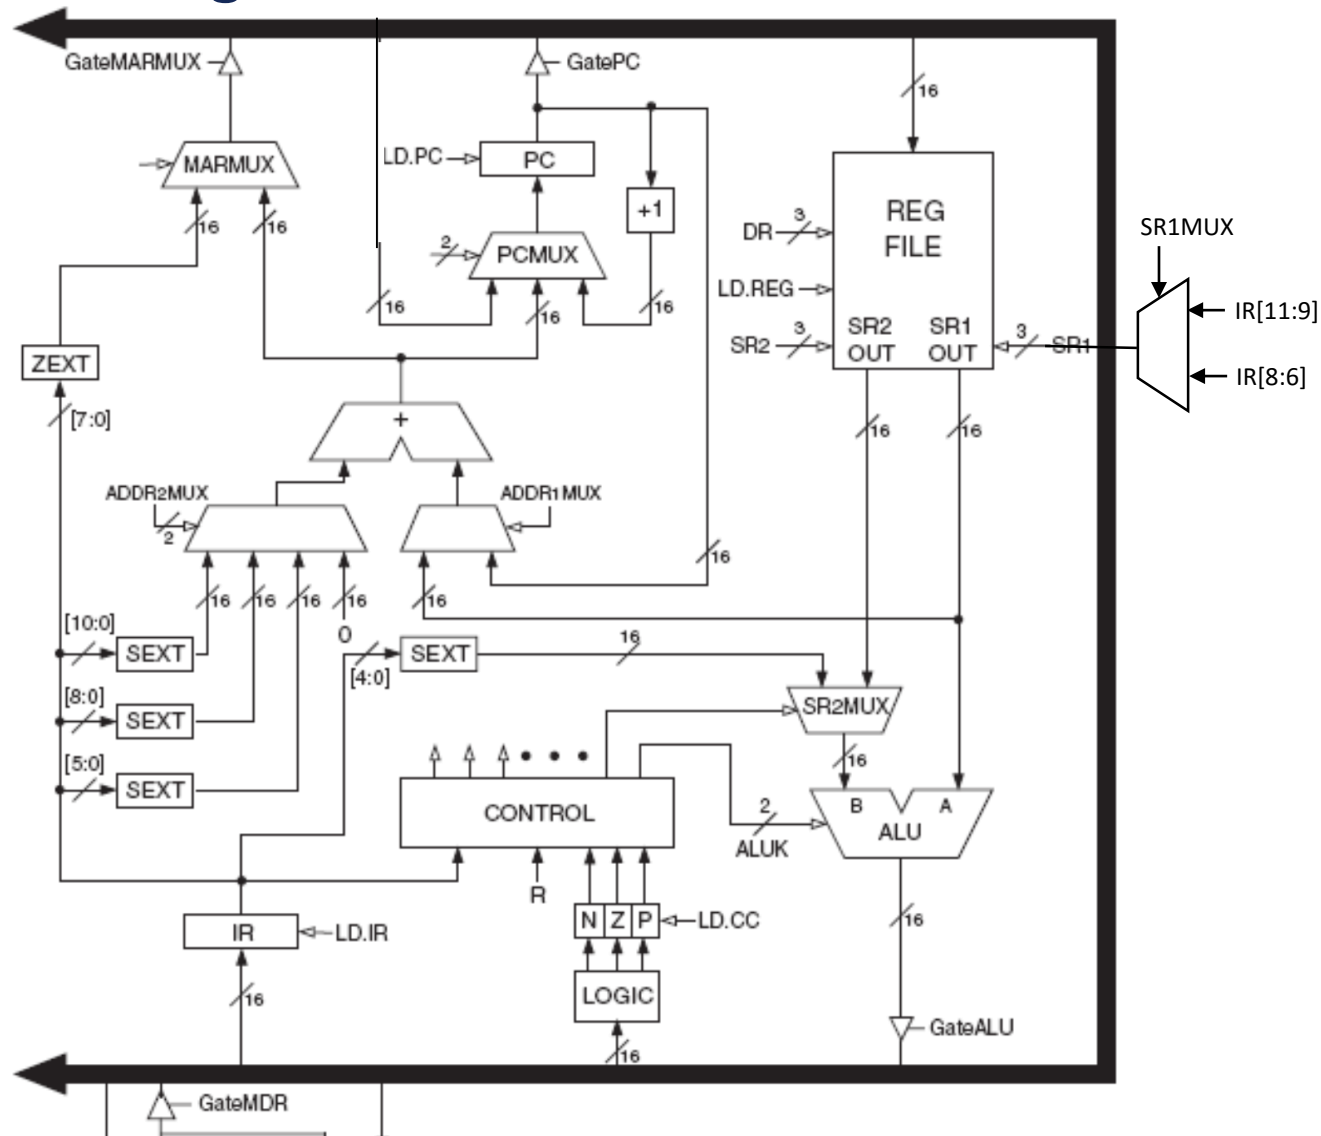 GateMARMUX
GatePC
16
MARMUX
LD.PC
PC
+1
REG
FILE
3
DR
SR1MUX
16
16
2
PCMUX
LD.REG
IR[11:9]
16
16
16
3
SR2
SR2
OUT
SR1
OUT
3
SR1
IR[8:6]
ZEXT
[7:0]
+
16
16
ADDR2MUX
2
ADDR1MUX
16
16
16
16
16
16
0
[10:0]
SEXT
[4:0]
SEXT
16
[8:0]
SEXT
SR2MUX
16
[5:0]
SEXT
CONTROL
2
ALUK
B
A
ALU
R
N Z P
LD.CC
16
IR
LD.IR
16
LOGIC
16
GateALU
GateMDR